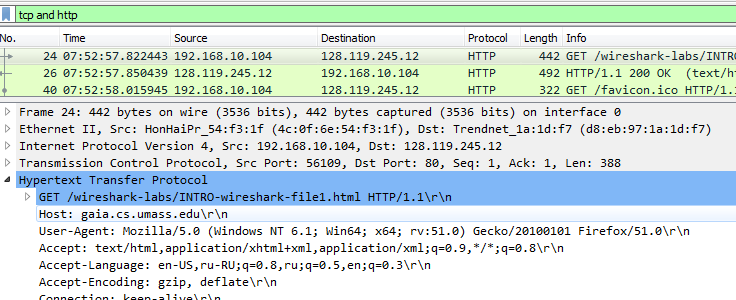 tcp and http
No. Time Source Destination Protocol Length Info
24 07:52:57.822443 192.168.10.104 128.119.245.12 HTTP 442 GET /wireshark-labs/INTRO
26 07:52:57.850439 128.119.245.12 192.168.10.104 HTTP 492 HTTP/1.1 200 OK (text/ht
40 07:52:58.015945 192.168.10.104 128.119.245.12 HTTP 322 GET /favicon.ico HTTP/1.1
Frame 24: 442 bytes on wire (3536 bits), 442 bytes captured (3536 bits) on interface 0
Ethernet II, Src: HonHaiPr_54:f3:1f (4c:0f:6e:54:f3:1f), Dst: Trendnet_1a:1d:f7 (d8:eb:97:1a:1d:f7)
Internet Protocol Version 4, Src: 192.168.10.104, Dst: 128.119.245.12
Transmission Control Protocol, Src Port: 56109, Dst Port: 80, Seq: 1, Ack: 1, Len: 388
Hypertext Transfer Protocol
GET /wireshark-labs/INTRO-wireshark-file1.html HTTP/1.1\r\n
Host: gaia.cs.umass.edu\r\n
User-Agent: Mozilla/5.0 (Windows NT 6.1; Win64; x64; rv:51.0) Gecko/20100101 Firefox/51.0\r\n
Accept: text/html,application/xhtml+xml,application/xml;q=0.9,*/*;q=0.8\r\n
Accept-Language: en-US,ru-RU;q=0.8,ru;q=0.5,en;q=0.3\r\n
Accept-Encoding: gzip, deflate\r\n
Connection: keep-alive\r\n